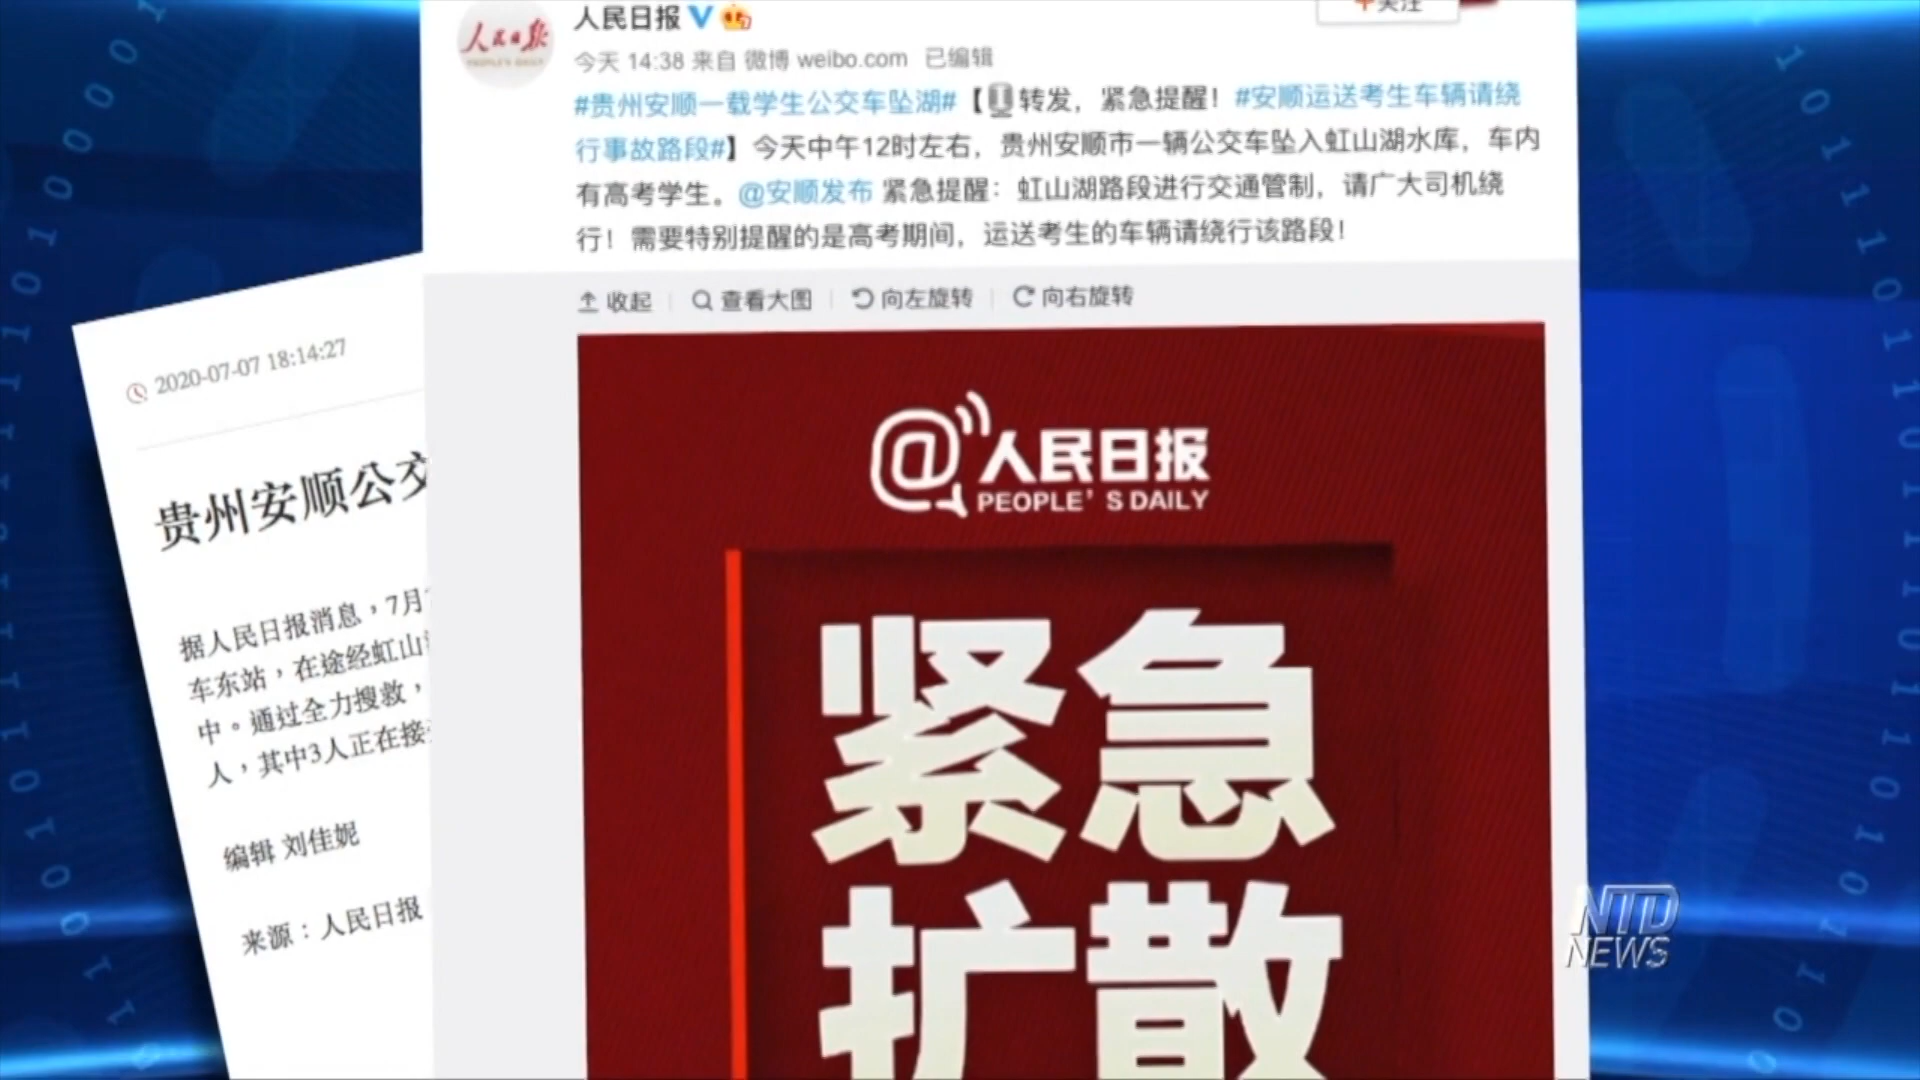 人民日报
今天 14:38 来自 微博 weibo.com 已编辑
#贵州安顺一载学生公交车坠湖#【转发，紧急提醒！#安顺运送考生车辆请绕
行事故路段#】今天中午12时左右，贵州安顺市一辆公交车坠入虹山湖水库，车内
有高考学生。@安顺发布 紧急提醒：虹山湖路段进行交通管制，请广大司机绕
行！需要特别提醒的是高考期间，运送考生的车辆请绕行该路段！
收起 查看大图 向左旋转 向右旋转
@人民日报
PEOPLE'S DAILY
紧急
扩散
人民日报
PEOPLE'S DAILY
+关注
2020-07-07 18:14:27
贵州安顺公交
据人民日报消息，7月
车东站，在途经虹山
中。通过全力搜救，
人，其中3人正在接
编辑 刘佳妮
来源：人民日报
NTD
NEWS